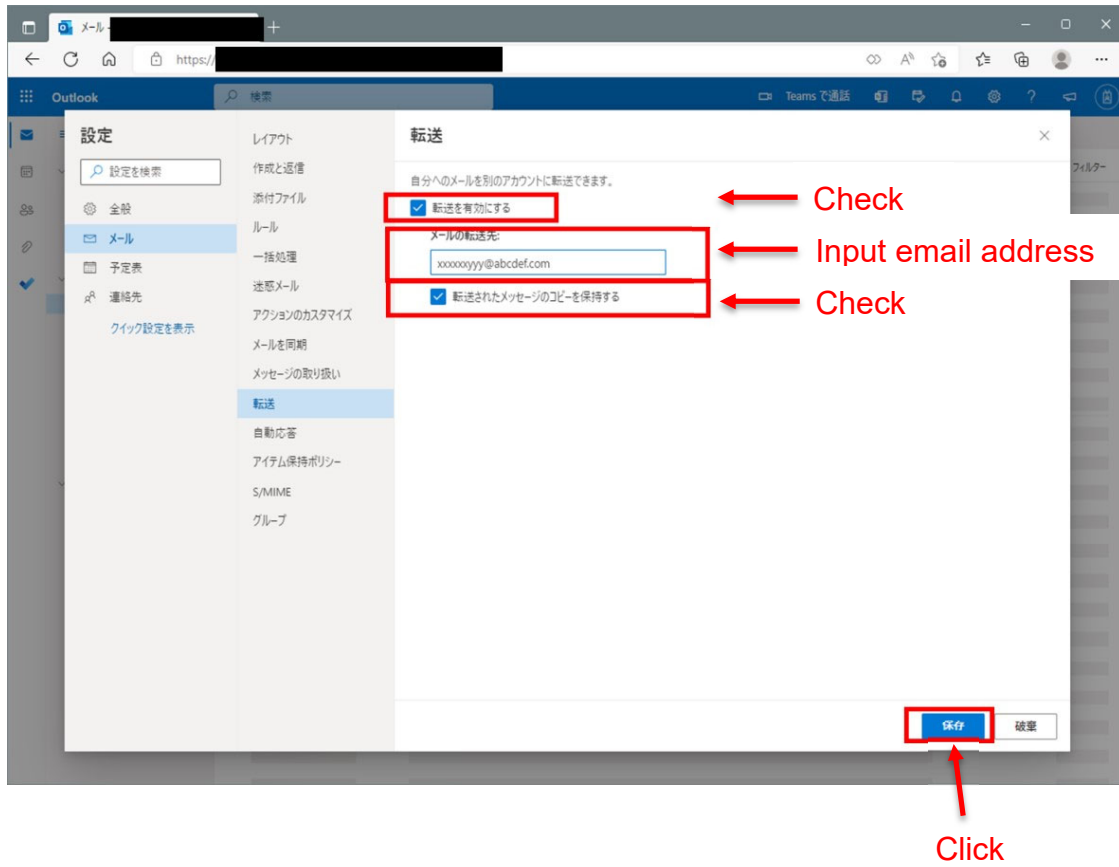 メール -
https://
Outlook
検索
Teams で通話
設定
設定を検索
全般
メール
予定表
連絡先
クイック設定を表示
レイアウト
作成と返信
添付ファイル
ルール
一括処理
迷惑メール
アクションのカスタマイズ
メールを同期
メッセージの取り扱い
転送
自動応答
アイテム保持ポリシー
S/MIME
グループ
転送
自分へのメールを別のアカウントに転送できます。
転送を有効にする
Check
メールの転送先:
xxxxxxyyy@abcdef.com
Input email address
転送されたメッセージのコピーを保持する
Check
フィルター
保存
破棄
Click